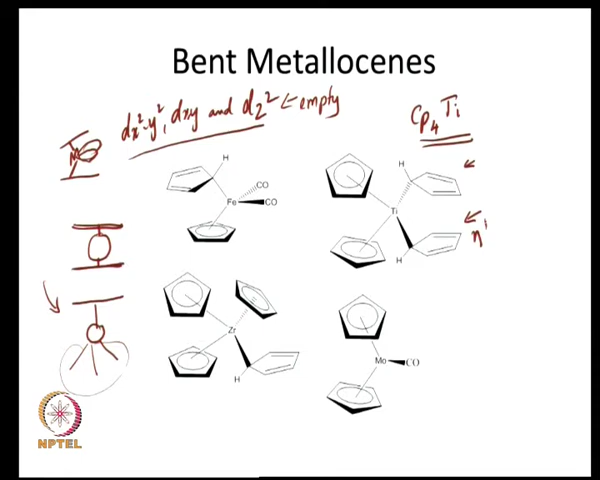 Bent Metallocenes
dx²-y², dxy and dz² ← empty
Cp₄Ti
M
H
Fe
CO
CO
H
Ti
H
η¹
Zr
H
Mo
CO
NPTEL